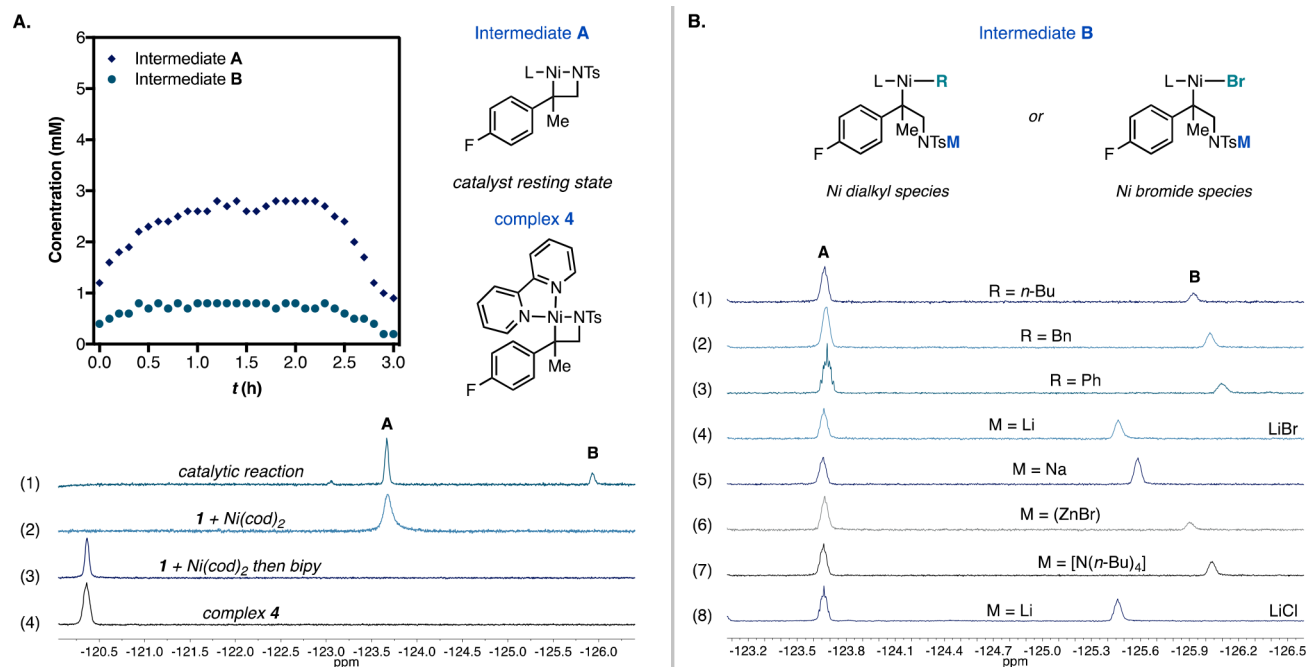 A.
6
5
4
3
2
1
0
Conentration (mM)
Intermediate A
Intermediate B
0.0 0.5 1.0 1.5 2.0 2.5 3.0
t (h)
Intermediate A
L Ni NTs
Me
F
catalyst resting state
complex 4
N
N Ni NTs
Me
F
A
B
(1) catalytic reaction
(2) 1 + Ni(cod)2
(3) 1 + Ni(cod)2 then bipy
(4) complex 4
-120.5 -121.0 -121.5 -122.0 -122.5 -123.0 -123.5 -124.0 -124.5 -125.0 -125.5 -126.0
ppm
B.
Intermediate B
L Ni R
Me
NTsM
F
Ni dialkyl species
or
L Ni Br
Me
NTsM
F
Ni bromide species
A
B
(1) R = n-Bu
(2) R = Bn
(3) R = Ph
(4) M = Li LiBr
(5) M = Na
(6) M = (ZnBr)
(7) M = [N(n-Bu)4]
(8) M = Li LiCl
-123.2 -123.5 -123.8 -124.1 -124.4 -124.7 -125.0 -125.3 -125.6 -125.9 -126.2 -126.5
ppm